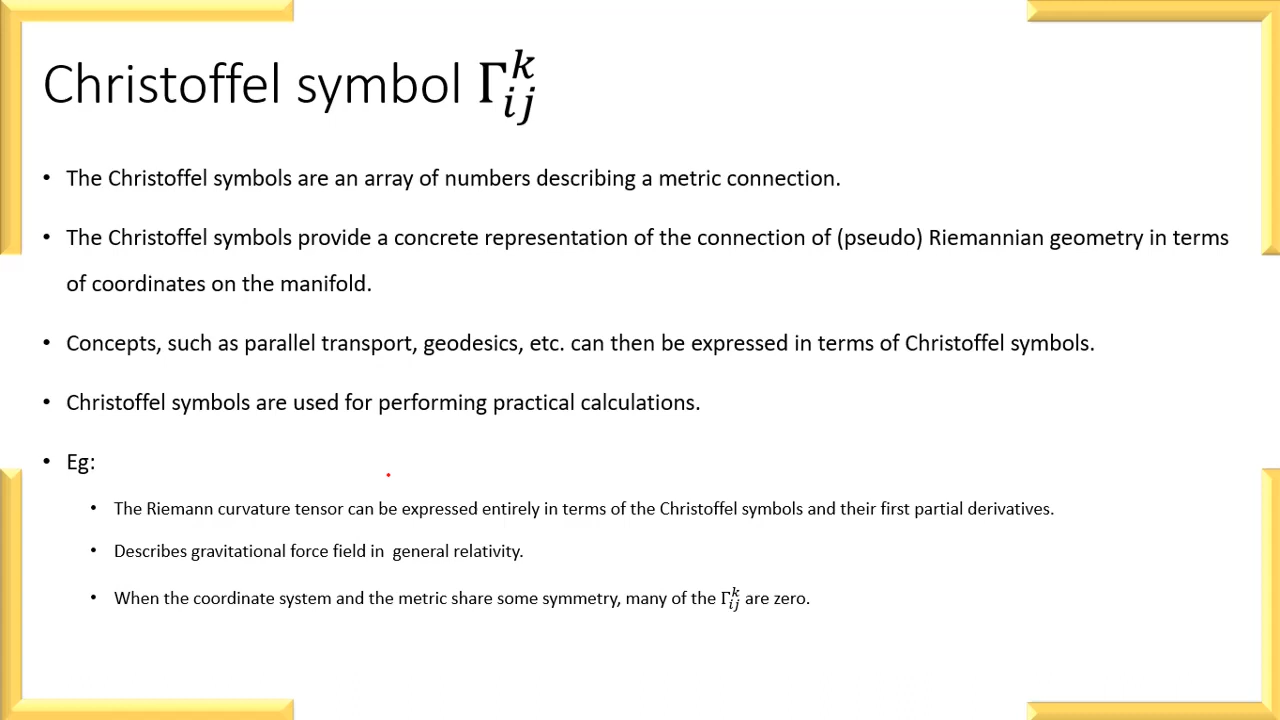 Christoffel symbol Γᵏᵢⱼ
• The Christoffel symbols are an array of numbers describing a metric connection.
• The Christoffel symbols provide a concrete representation of the connection of (pseudo) Riemannian geometry in terms
of coordinates on the manifold.
• Concepts, such as parallel transport, geodesics, etc. can then be expressed in terms of Christoffel symbols.
• Christoffel symbols are used for performing practical calculations.
• Eg:
• The Riemann curvature tensor can be expressed entirely in terms of the Christoffel symbols and their first partial derivatives.
• Describes gravitational force field in general relativity.
• When the coordinate system and the metric share some symmetry, many of the Γᵏᵢⱼ are zero.